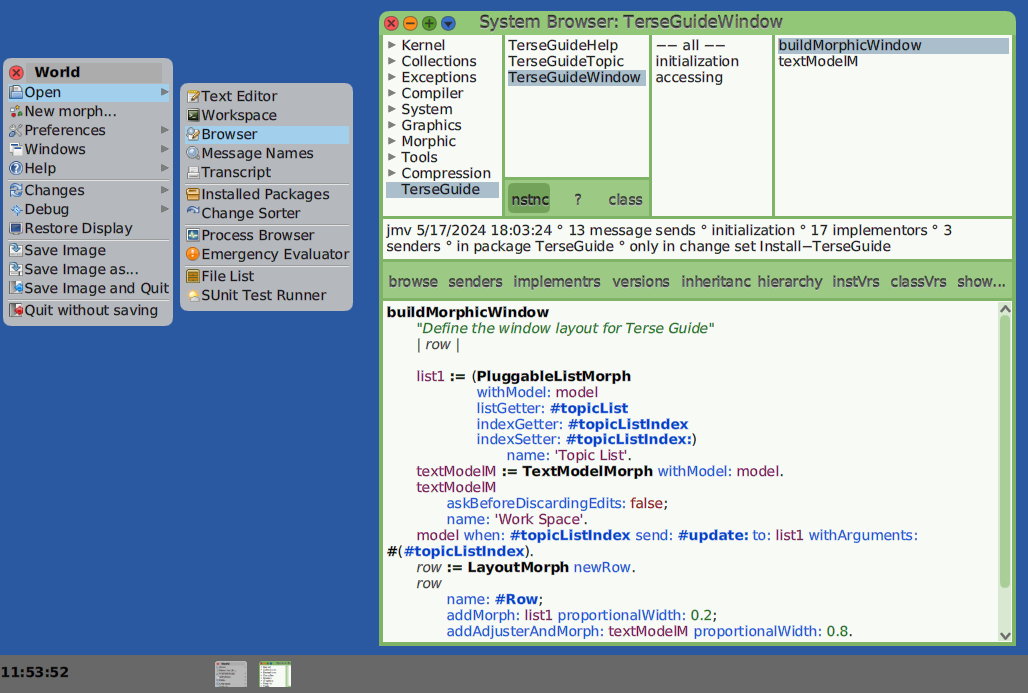 World
Open
New morph...
Preferences
Windows
Help
Changes
Debug
Restore Display
Save Image
Save Image as...
Save Image and Quit
Quit without saving
Text Editor
Workspace
Browser
Message Names
Transcript
Installed Packages
Change Sorter
Process Browser
Emergency Evaluator
File List
SUnit Test Runner
System Browser: TerseGuideWindow
Kernel
Collections
Exceptions
Compiler
System
Graphics
Morphic
Tools
Compression
TerseGuide
TerseGuideHelp
TerseGuideTopic
TerseGuideWindow
nstnc ? class
−− all −−
initialization
accessing
buildMorphicWindow
textModelM
jmv 5/17/2024 18:03:24 ° 13 message sends ° initialization ° 17 implementors ° 3
senders ° in package TerseGuide ° only in change set Install−TerseGuide
browse senders implementrs versions inheritanc hierarchy instVrs classVrs show...
buildMorphicWindow
"Define the window layout for Terse Guide"
| row |
list1 := (PluggableListMorph
withModel: model
listGetter: #topicList
indexGetter: #topicListIndex
indexSetter: #topicListIndex:)
name: 'Topic List'.
textModelM := TextModelMorph withModel: model.
textModelM
askBeforeDiscardingEdits: false;
name: 'Work Space'.
model when: #topicListIndex send: #update: to: list1 withArguments:
#(#topicListIndex).
row := LayoutMorph newRow.
row
name: #Row;
addMorph: list1 proportionalWidth: 0.2;
addAdjusterAndMorph: textModelM proportionalWidth: 0.8.
11:53:52